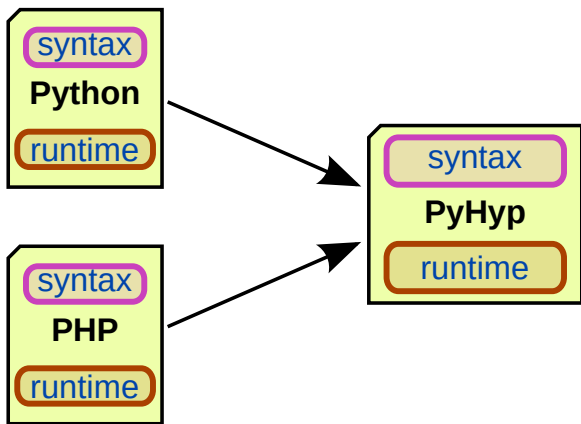 syntax
Python
runtime
syntax
PHP
runtime
syntax
PyHyp
runtime